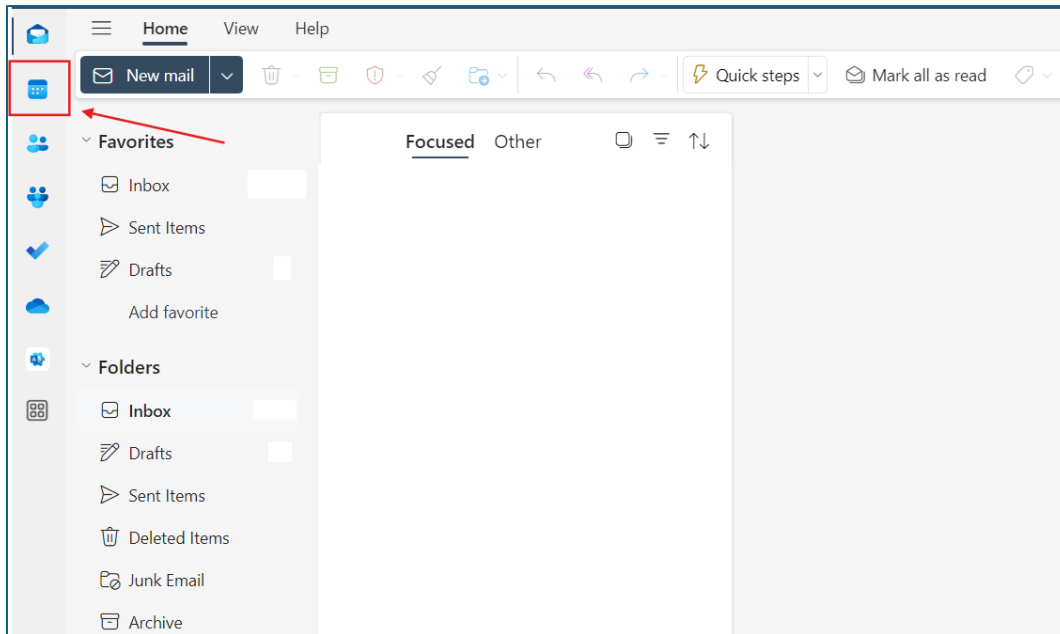 Home View Help
New mail Quick steps Mark all as read
Favorites
Focused Other
Inbox
Sent Items
Drafts
Add favorite
Folders
Inbox
Drafts
Sent Items
Deleted Items
Junk Email
Archive